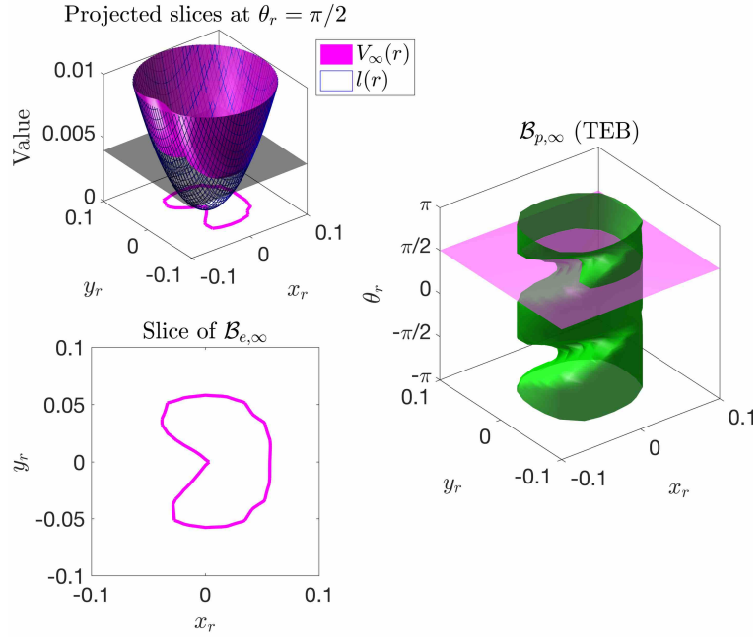 Projected slices at θ_r = π/2
V_∞(r)
l(r)
Value
0.01
0.005
0
0.1
0
-0.1
y_r
-0.1
0
0.1
x_r
B_{p,∞} (TEB)
π
π/2
0
-π/2
-π
θ_r
0.1
0
-0.1
y_r
-0.1
0
0.1
x_r
Slice of B_{e,∞}
0.1
0.05
0
-0.05
-0.1
y_r
-0.1
0
0.1
x_r